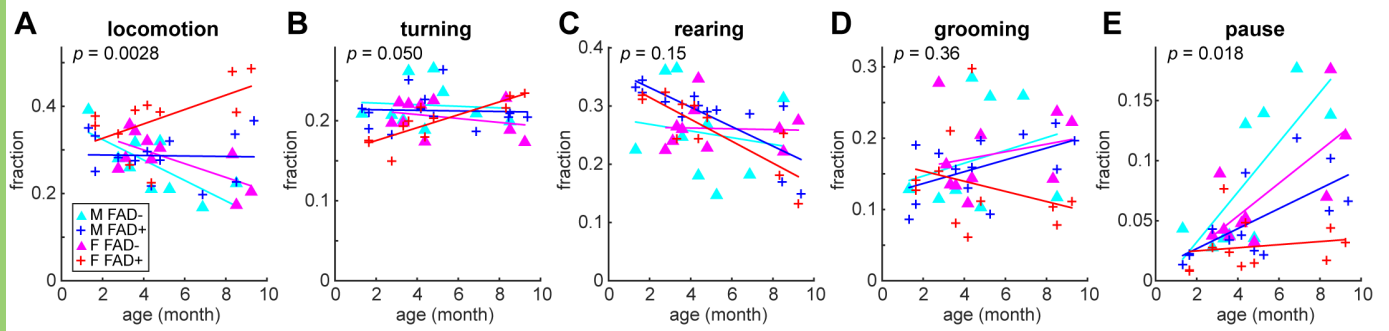 A locomotion
p = 0.0028
fraction
0.4
0.2
0
M FAD-
M FAD+
F FAD-
F FAD+
0 2 4 6 8 10
age (month)
B turning
p = 0.050
fraction
0.2
0.1
0
0 2 4 6 8 10
age (month)
C rearing
p = 0.15
fraction
0.4
0.3
0.2
0.1
0
0 2 4 6 8 10
age (month)
D grooming
p = 0.36
fraction
0.3
0.2
0.1
0
0 2 4 6 8 10
age (month)
E pause
p = 0.018
fraction
0.15
0.1
0.05
0
0 2 4 6 8 10
age (month)